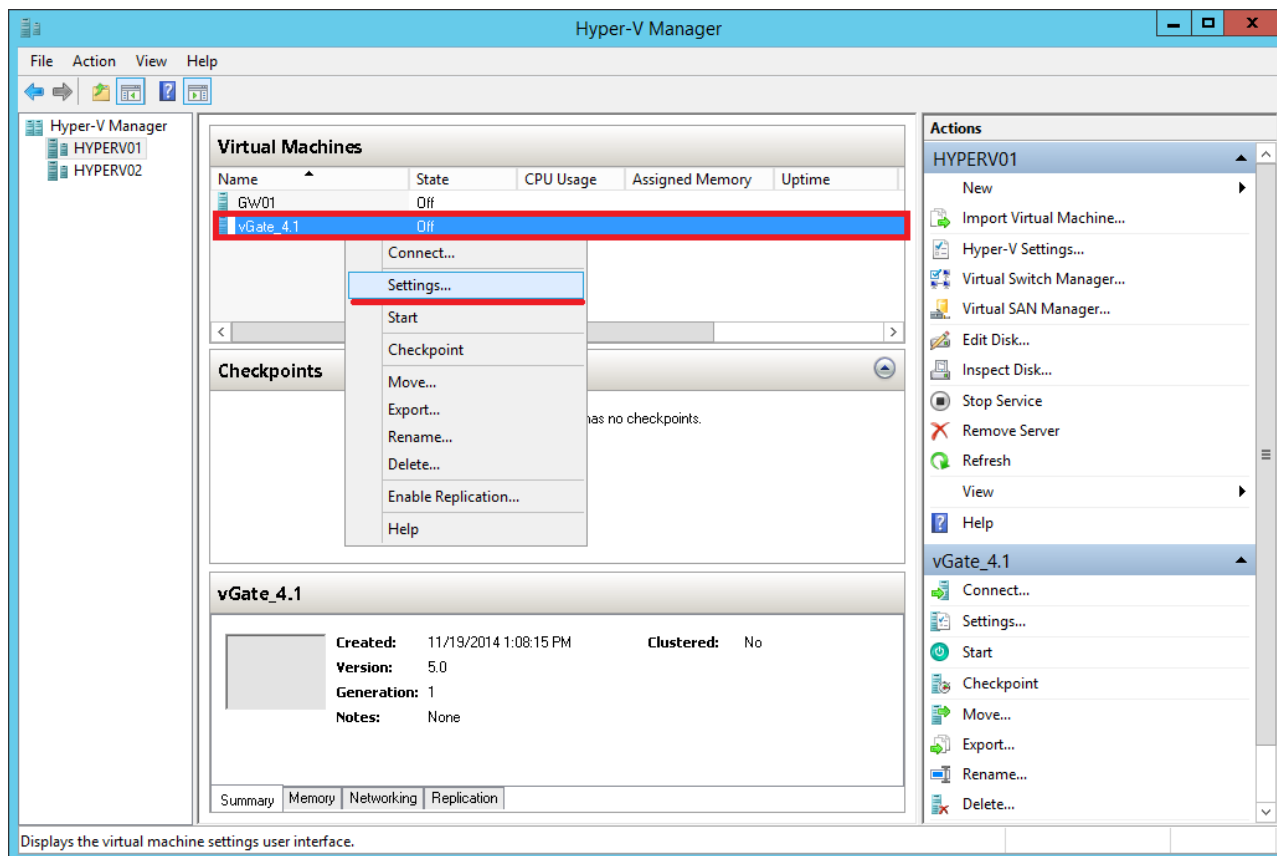 Hyper-V Manager
File Action View Help
Hyper-V Manager
HYPERV01
HYPERV02
Virtual Machines
Name State CPU Usage Assigned Memory Uptime
GW01 Off
vGate_4.1 Off
Connect...
Settings...
Start
Checkpoint
Move...
Export...
Rename...
Delete...
Enable Replication...
Help
Checkpoints
has no checkpoints.
vGate_4.1
Created: 11/19/2014 1:08:15 PM Clustered: No
Version: 5.0
Generation: 1
Notes: None
Summary Memory Networking Replication
Actions
HYPERV01
New
Import Virtual Machine...
Hyper-V Settings...
Virtual Switch Manager...
Virtual SAN Manager...
Edit Disk...
Inspect Disk...
Stop Service
Remove Server
Refresh
View
Help
vGate_4.1
Connect...
Settings...
Start
Checkpoint
Move...
Export...
Rename...
Delete...
Displays the virtual machine settings user interface.